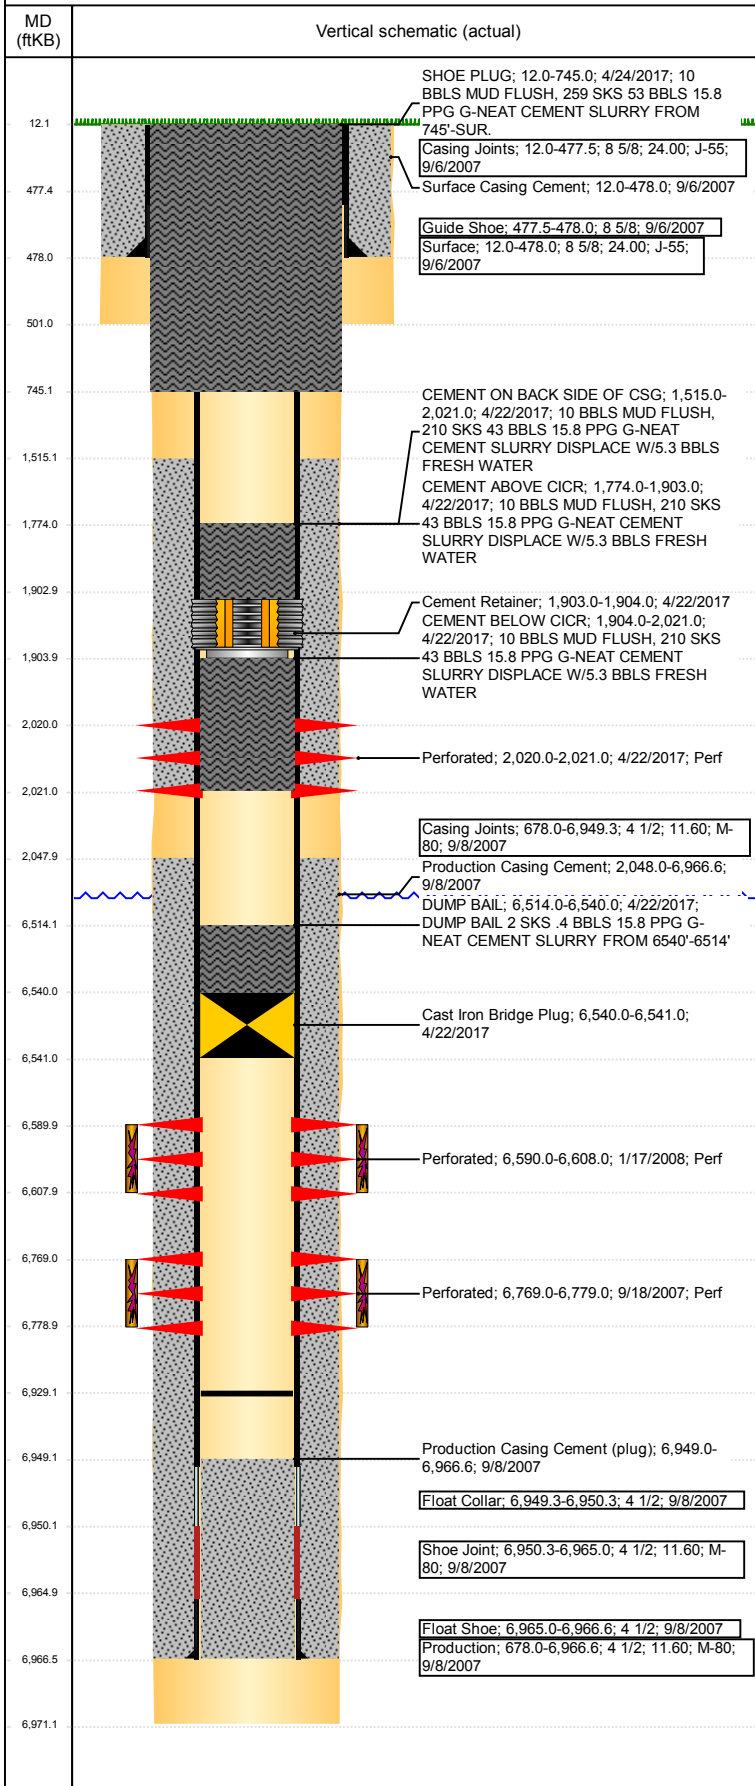 MD
(ftKB)
Vertical schematic (actual)
SHOE PLUG; 12.0-745.0; 4/24/2017; 10
BBLS MUD FLUSH, 259 SKS 53 BBLS 15.8
PPG G-NEAT CEMENT SLURRY FROM
745'-SUR.
12.1
Casing Joints; 12.0-477.5; 8 5/8; 24.00; J-55;
9/6/2007
477.4
Surface Casing Cement; 12.0-478.0; 9/6/2007
Guide Shoe; 477.5-478.0; 8 5/8; 9/6/2007
Surface; 12.0-478.0; 8 5/8; 24.00; J-55;
9/6/2007
478.0
501.0
745.1
CEMENT ON BACK SIDE OF CSG; 1,515.0-
2,021.0; 4/22/2017; 10 BBLS MUD FLUSH,
210 SKS 43 BBLS 15.8 PPG G-NEAT
CEMENT SLURRY DISPLACE W/5.3 BBLS
FRESH WATER
1,515.1
CEMENT ABOVE CICR; 1,774.0-1,903.0;
4/22/2017; 10 BBLS MUD FLUSH, 210 SKS
43 BBLS 15.8 PPG G-NEAT CEMENT
SLURRY DISPLACE W/5.3 BBLS FRESH
WATER
1,774.0
1,902.9
Cement Retainer; 1,903.0-1,904.0; 4/22/2017
CEMENT BELOW CICR; 1,904.0-2,021.0;
4/22/2017; 10 BBLS MUD FLUSH, 210 SKS
43 BBLS 15.8 PPG G-NEAT CEMENT
SLURRY DISPLACE W/5.3 BBLS FRESH
WATER
1,903.9
2,020.0
Perforated; 2,020.0-2,021.0; 4/22/2017; Perf
2,021.0
Casing Joints; 678.0-6,949.3; 4 1/2; 11.60; M-
80; 9/8/2007
2,047.9
Production Casing Cement; 2,048.0-6,966.6;
9/8/2007
DUMP BAIL; 6,514.0-6,540.0; 4/22/2017;
DUMP BAIL 2 SKS .4 BBLS 15.8 PPG G-
NEAT CEMENT SLURRY FROM 6540'-6514'
6,514.1
6,540.0
Cast Iron Bridge Plug; 6,540.0-6,541.0;
4/22/2017
6,541.0
6,589.9
Perforated; 6,590.0-6,608.0; 1/17/2008; Perf
6,607.9
6,769.0
Perforated; 6,769.0-6,779.0; 9/18/2007; Perf
6,778.9
6,929.1
Production Casing Cement (plug); 6,949.0-
6,966.6; 9/8/2007
6,949.1
Float Collar; 6,949.3-6,950.3; 4 1/2; 9/8/2007
6,950.1
Shoe Joint; 6,950.3-6,965.0; 4 1/2; 11.60; M-
80; 9/8/2007
6,964.9
Float Shoe; 6,965.0-6,966.6; 4 1/2; 9/8/2007
Production; 678.0-6,966.6; 4 1/2; 11.60; M-80;
9/8/2007
6,966.5
6,971.1